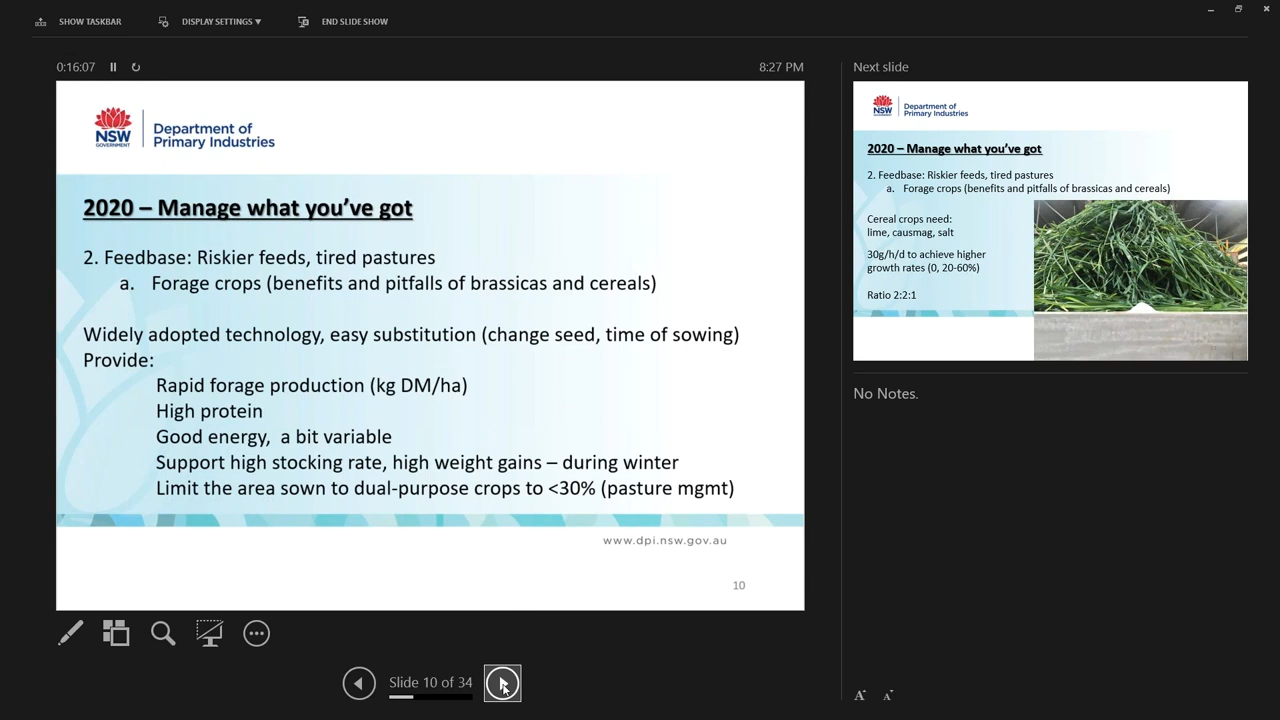 SHOW TASKBAR
DISPLAY SETTINGS ▼
END SLIDE SHOW
0:16:07
8:27 PM
NSW
GOVERNMENT
Department of
Primary Industries
2020 – Manage what you've got
2. Feedbase: Riskier feeds, tired pastures
a. Forage crops (benefits and pitfalls of brassicas and cereals)
Widely adopted technology, easy substitution (change seed, time of sowing)
Provide:
Rapid forage production (kg DM/ha)
High protein
Good energy, a bit variable
Support high stocking rate, high weight gains – during winter
Limit the area sown to dual-purpose crops to <30% (pasture mgmt)
www.dpi.nsw.gov.au
10
Slide 10 of 34
Next slide
NSW
GOVERNMENT
Department of
Primary Industries
2020 – Manage what you've got
2. Feedbase: Riskier feeds, tired pastures
a. Forage crops (benefits and pitfalls of brassicas and cereals)
Cereal crops need:
lime, causmag, salt
30g/h/d to achieve higher
growth rates (0, 20-60%)
Ratio 2:2:1
No Notes.
A A